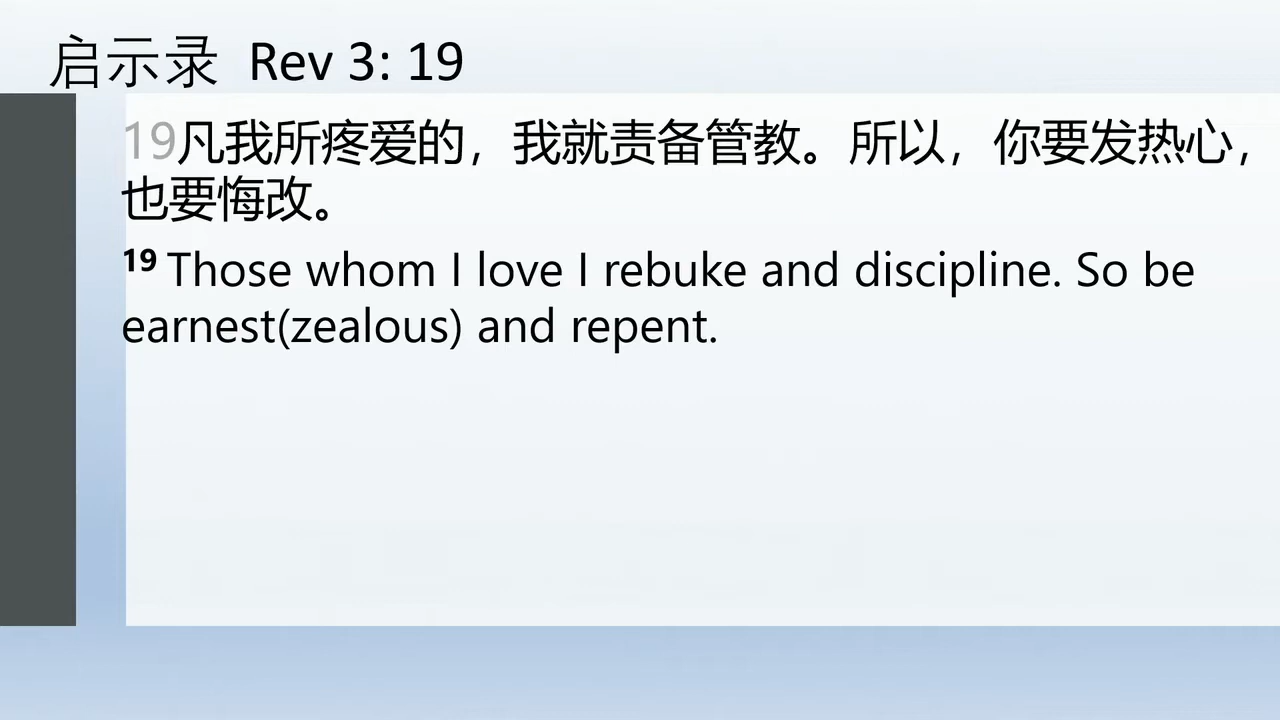 启示录 Rev 3: 19
19凡我所疼爱的，我就责备管教。所以，你要发热心，
也要悔改。
19 Those whom I love I rebuke and discipline. So be
earnest(zealous) and repent.